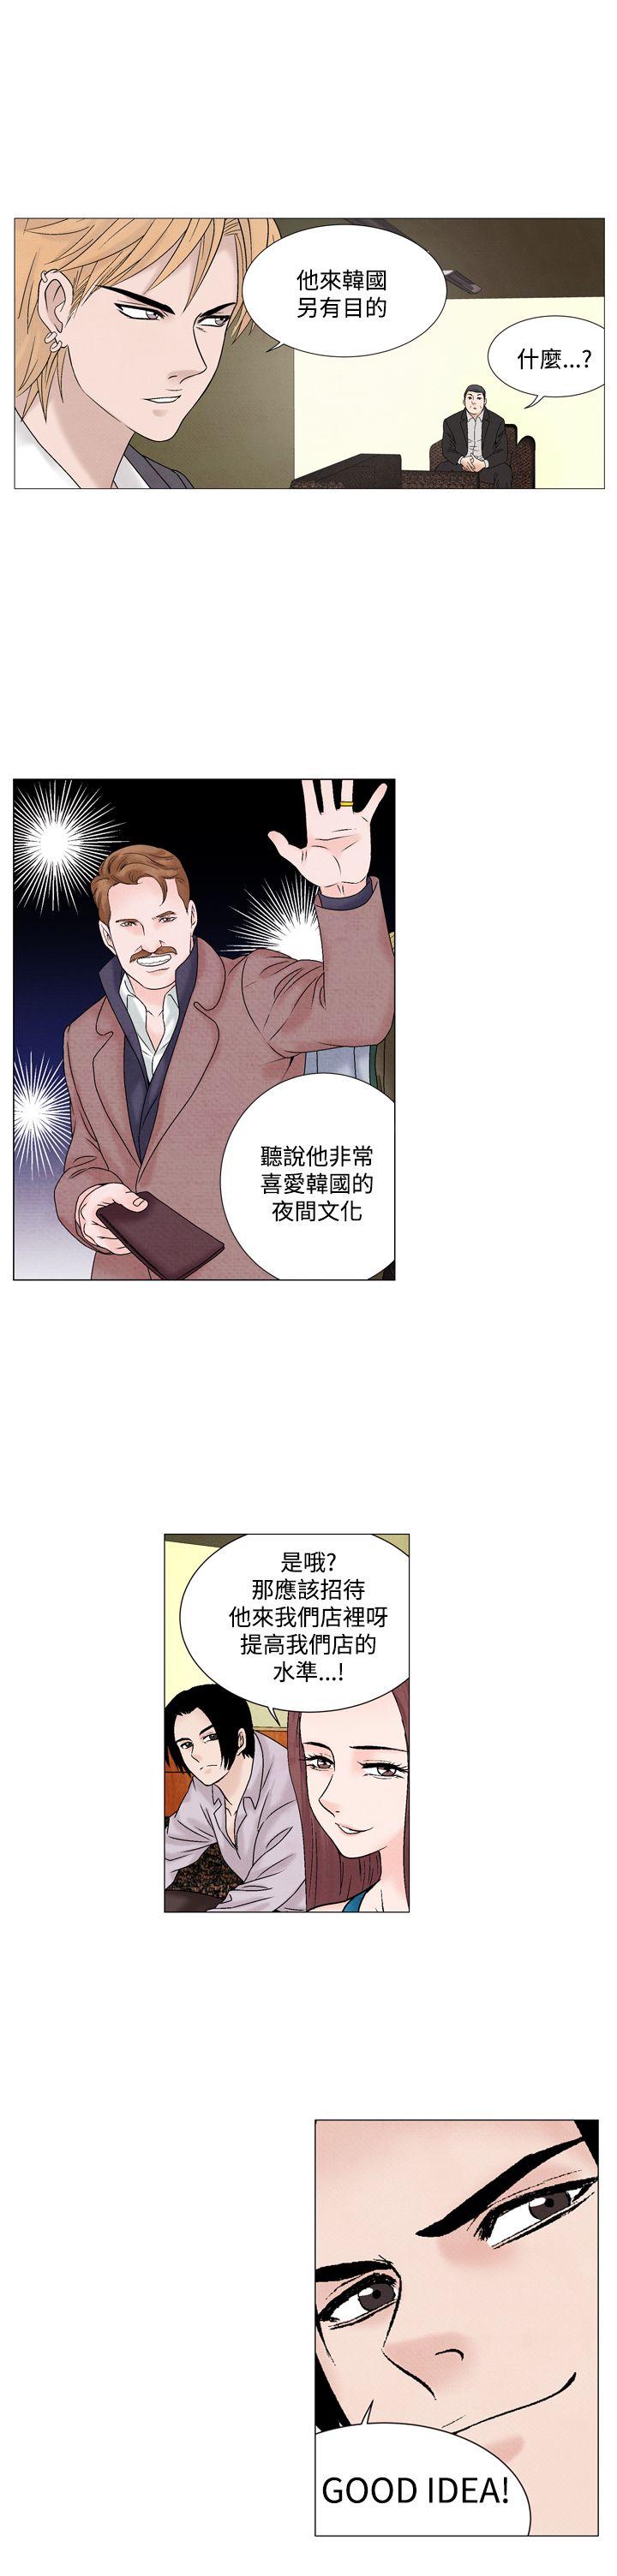 他來韓國
另有目的
什麼...?
聽說他非常
喜愛韓國的
夜間文化
是哦?
那應該招待
他來我們店裡呀
提高我們店的
水準...!
GOOD IDEA!